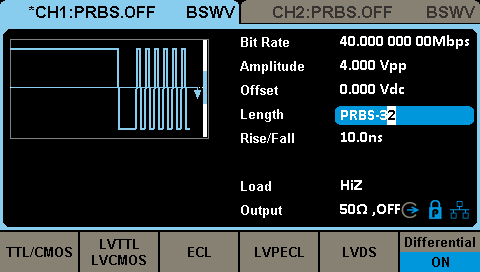 *CH1:PRBS.OFF BSWV CH2:PRBS.OFF BSWV
Bit Rate 40.000 000 00Mbps
Amplitude 4.000 Vpp
Offset 0.000 Vdc
Length PRBS-32
Rise/Fall 10.0ns
Load HiZ
Output 50Ω ,OFF
TTL/CMOS LVTTL LVCMOS ECL LVPECL LVDS Differential ON